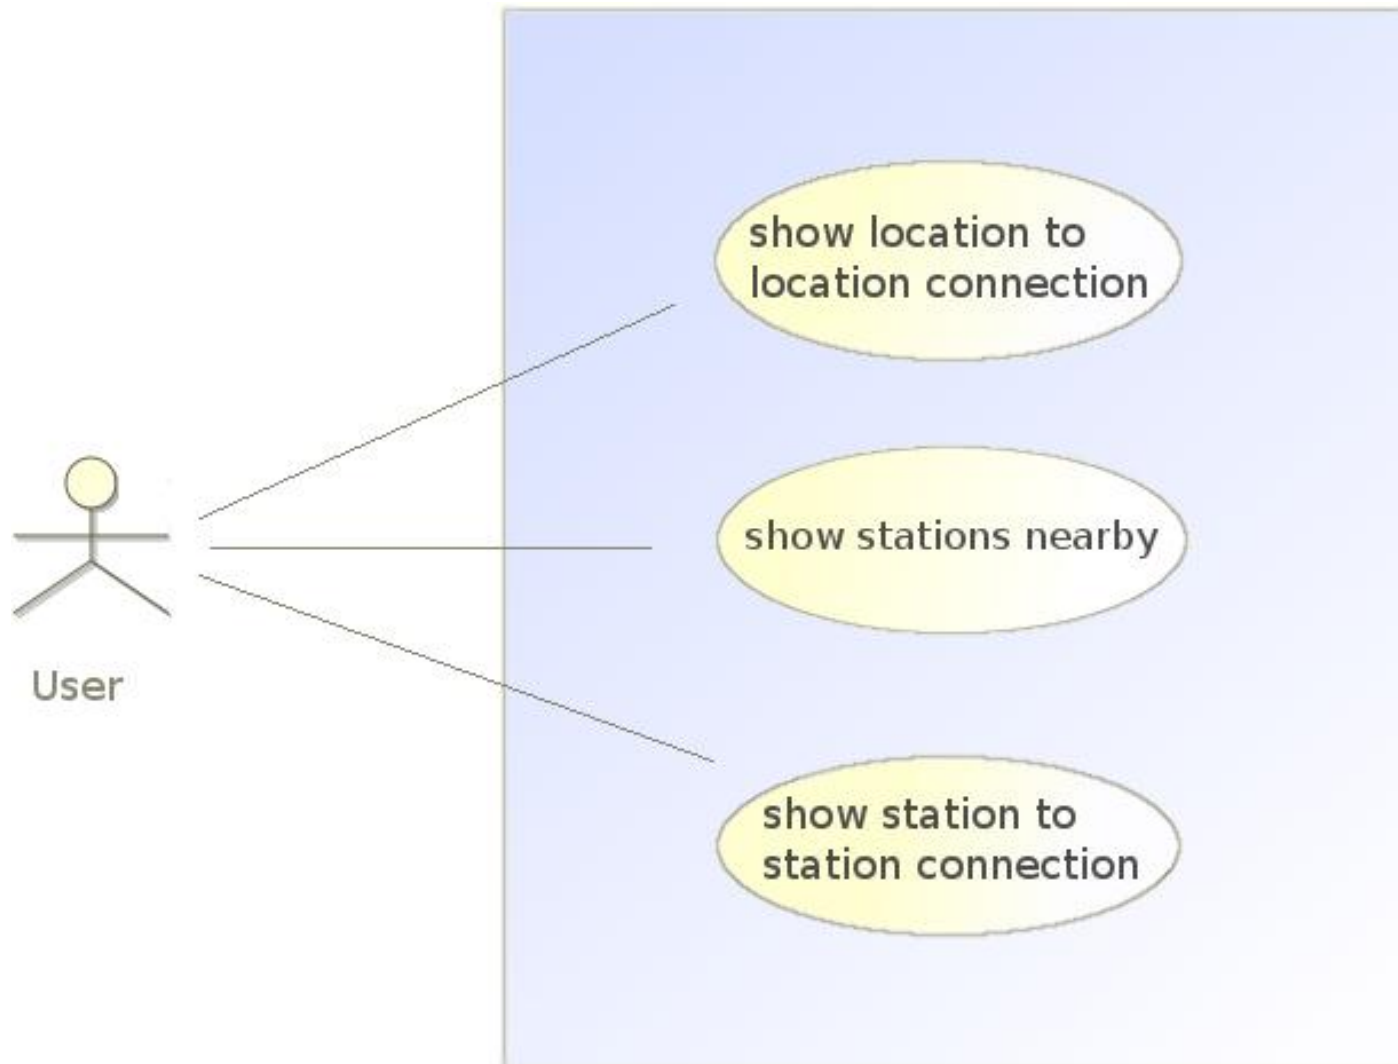 show location to
location connection
show stations nearby
User
show station to
station connection